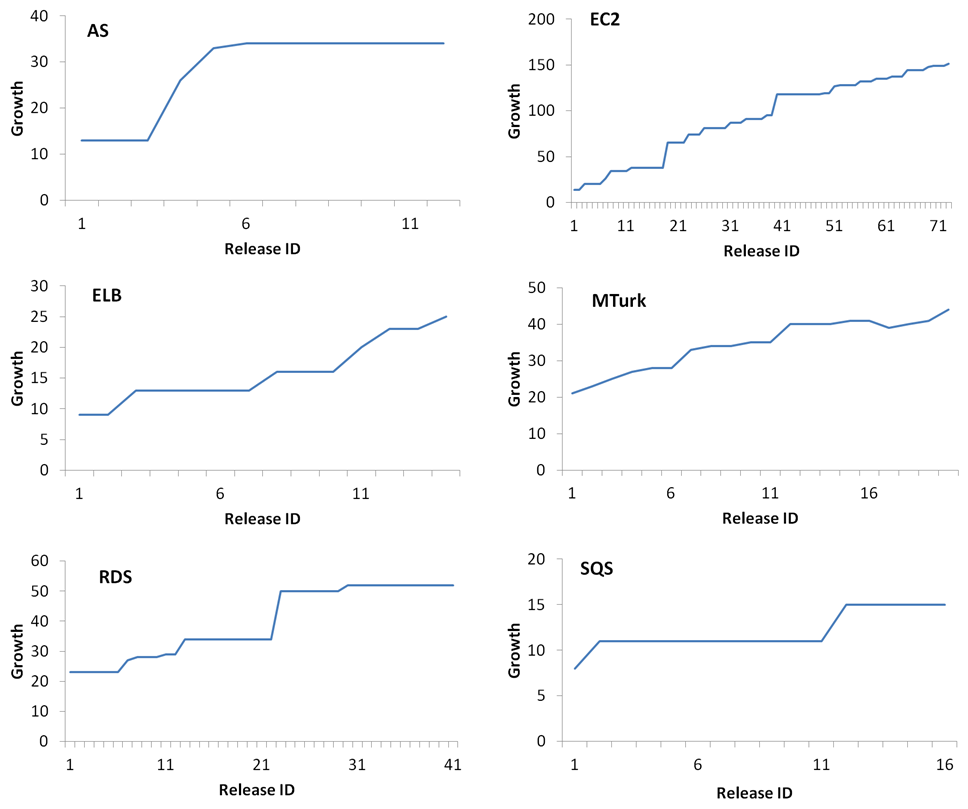 AS
40
30
20
10
0
Growth
1 6 11
Release ID
EC2
200
150
100
50
0
Growth
1 11 21 31 41 51 61 71
Release ID
ELB
30
25
20
15
10
5
0
Growth
1 6 11
Release ID
MTurk
50
40
30
20
10
0
Growth
1 6 11 16
Release ID
RDS
60
50
40
30
20
10
0
Growth
1 11 21 31 41
Release ID
SQS
20
15
10
5
0
Growth
1 6 11 16
Release ID